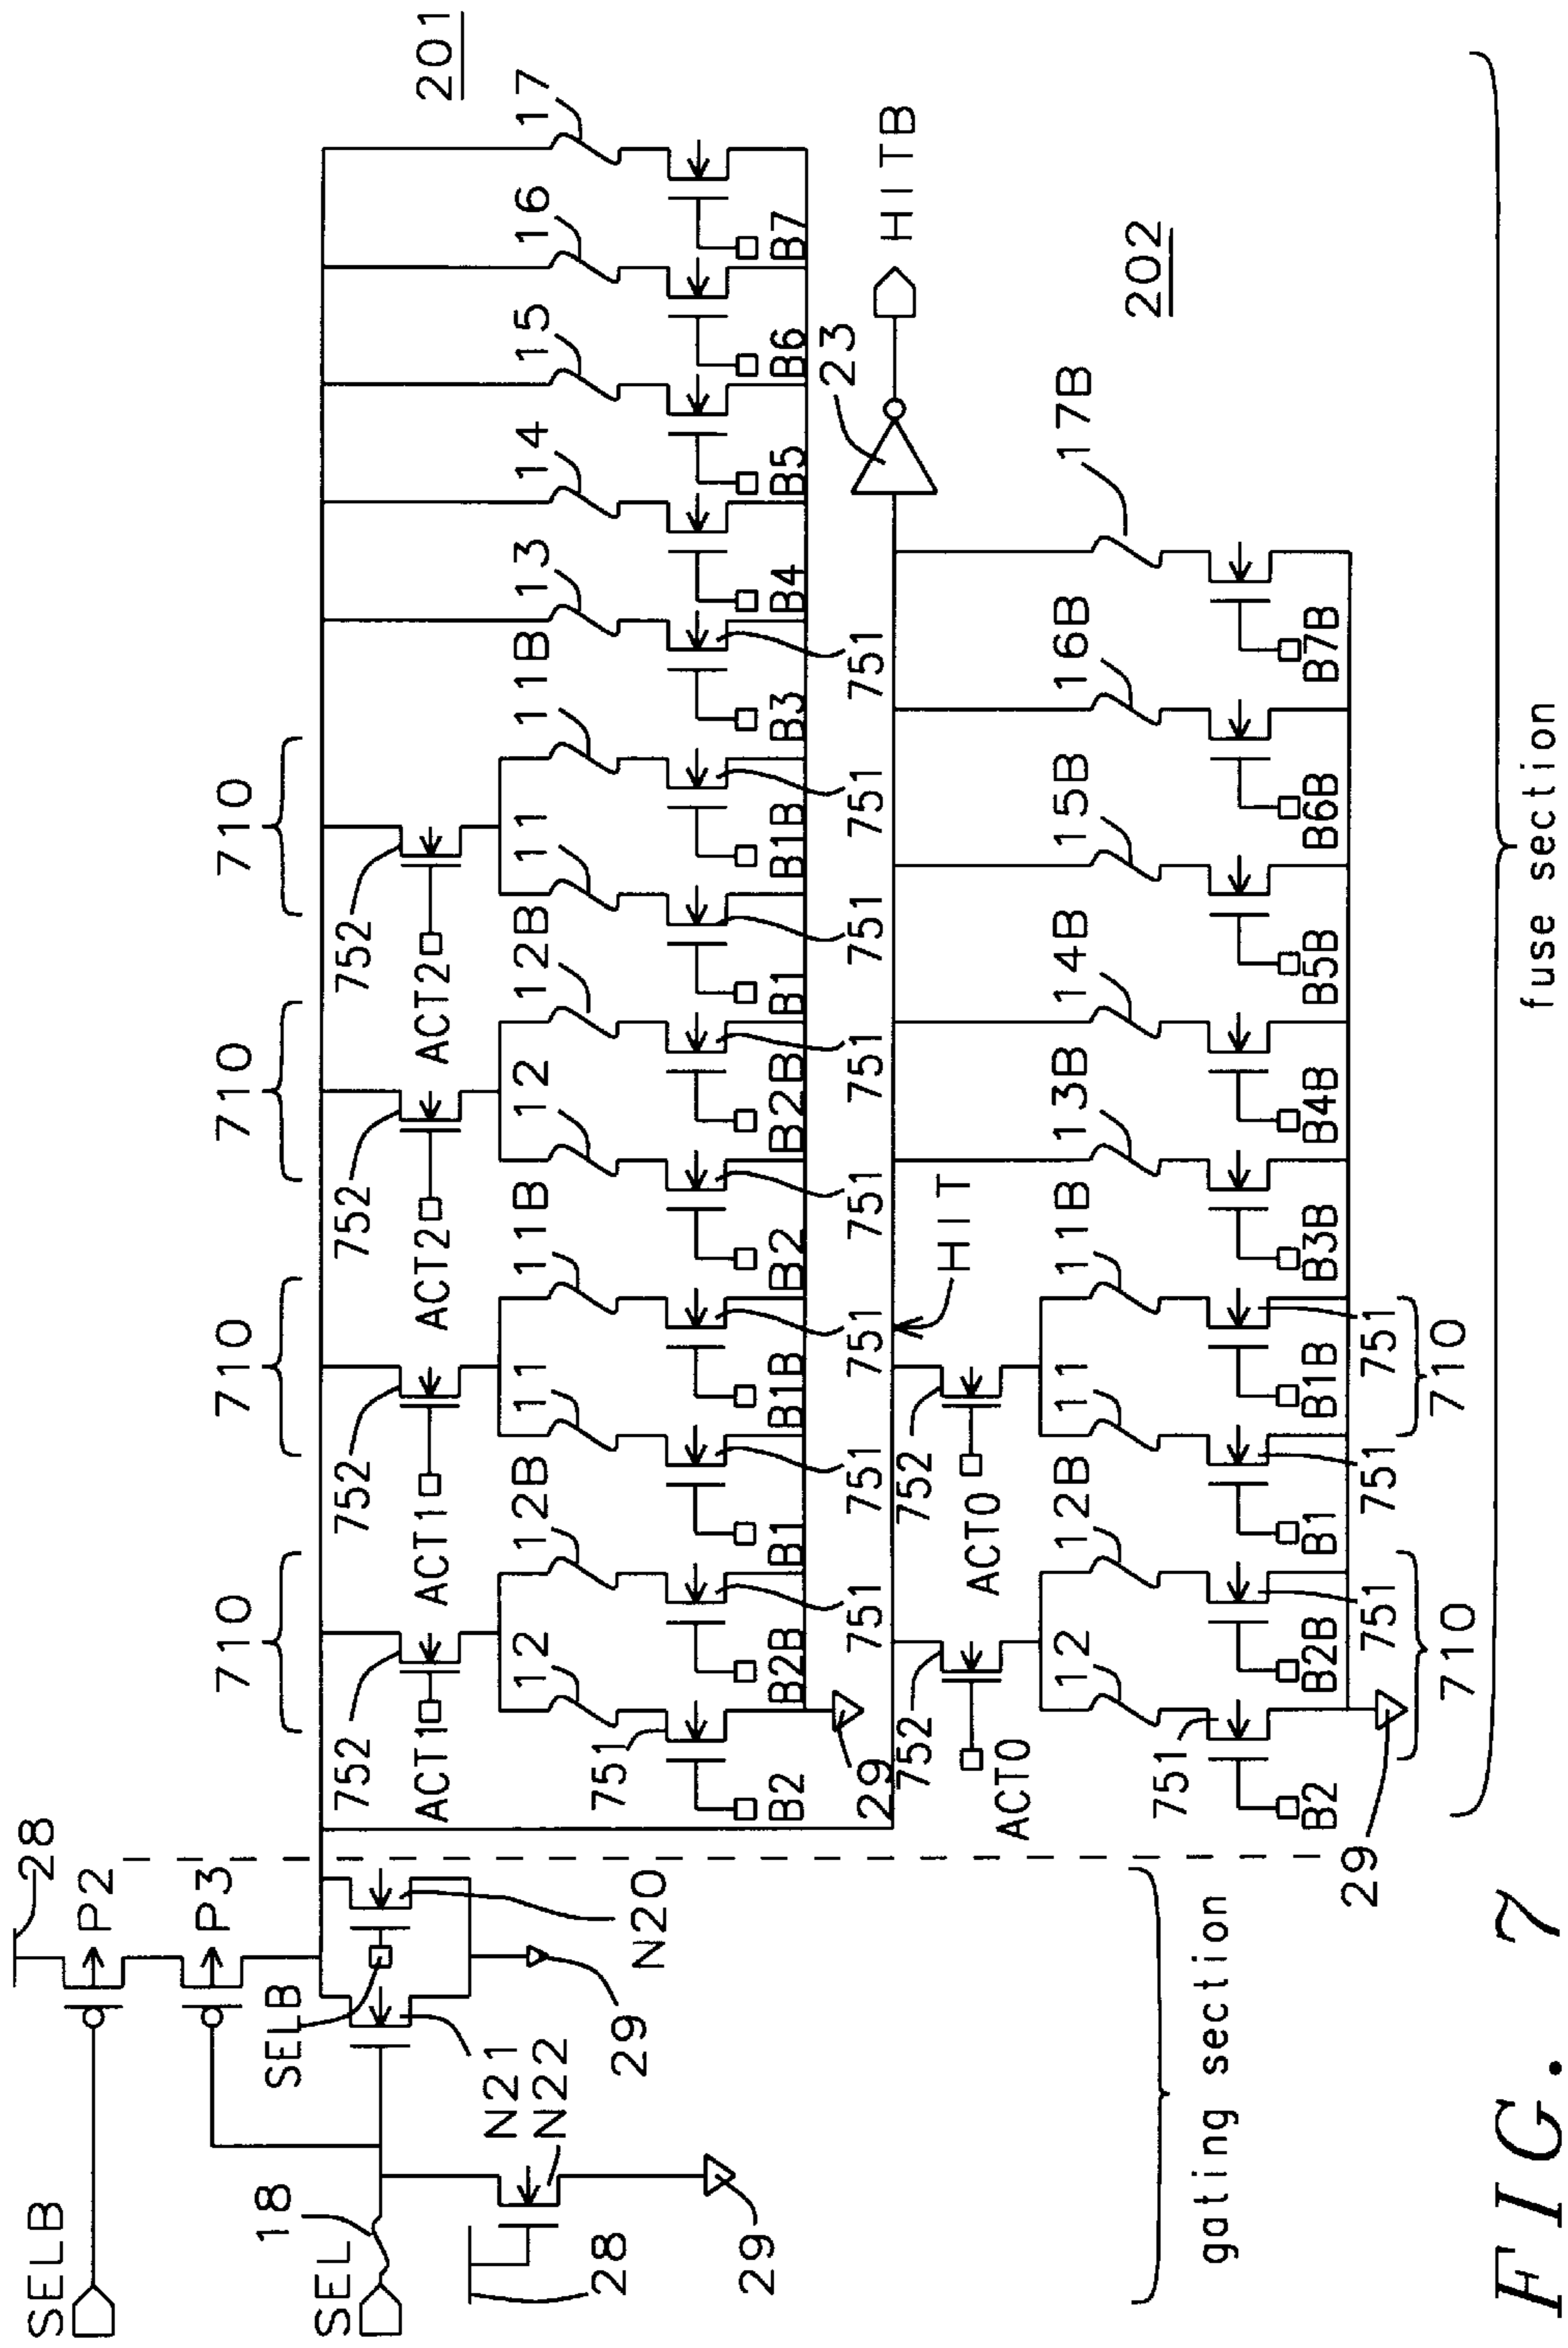 SELB
28
P2
P3
SEL
18
SELB
N20
N21
N22
28
29
29
201
710
710
710
710
752
752
752
752
ACT1
ACT1
ACT2
ACT2
12
12B
11
11B
12
12B
11
11B
13
14
15
16
17
751
B2
B2B
B1
B1B
B2
B2B
B1
B1B
B3
B4
B5
B6
B7
29
751
751
751
751
751
751
751
751
23
HITB
HIT
202
752
752
ACT0
ACT0
12
12B
11
11B
13B
14B
15B
16B
17B
751
B2
B2B
B1
B1B
B3B
B4B
B5B
B6B
B7B
29
751
751
751
710
710
gating section
fuse section
FIG. 7